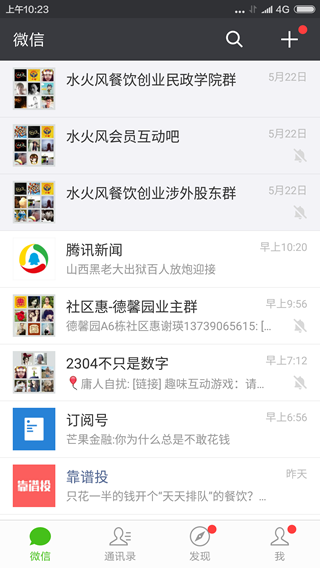 上午10:23
4G
微信
水火风餐饮创业民政学院群
5月22日
水火风会员互动吧
5月22日
水火风餐饮创业涉外股东群
5月22日
腾讯新闻
早上10:20
山西黑老大出狱百人放炮迎接
社区惠-德馨园业主群
早上9:56
德馨园A6栋社区惠谢瑛13739065615: [...
2304不只是数字
早上7:12
庸人自扰: [链接] 趣味互动游戏：请...
订阅号
早上6:56
芒果金融:你为什么总是不敢花钱
靠谱投
靠谱投
昨天
只花一半的钱开个“天天排队”的餐厅？...
微信
通讯录
发现
我